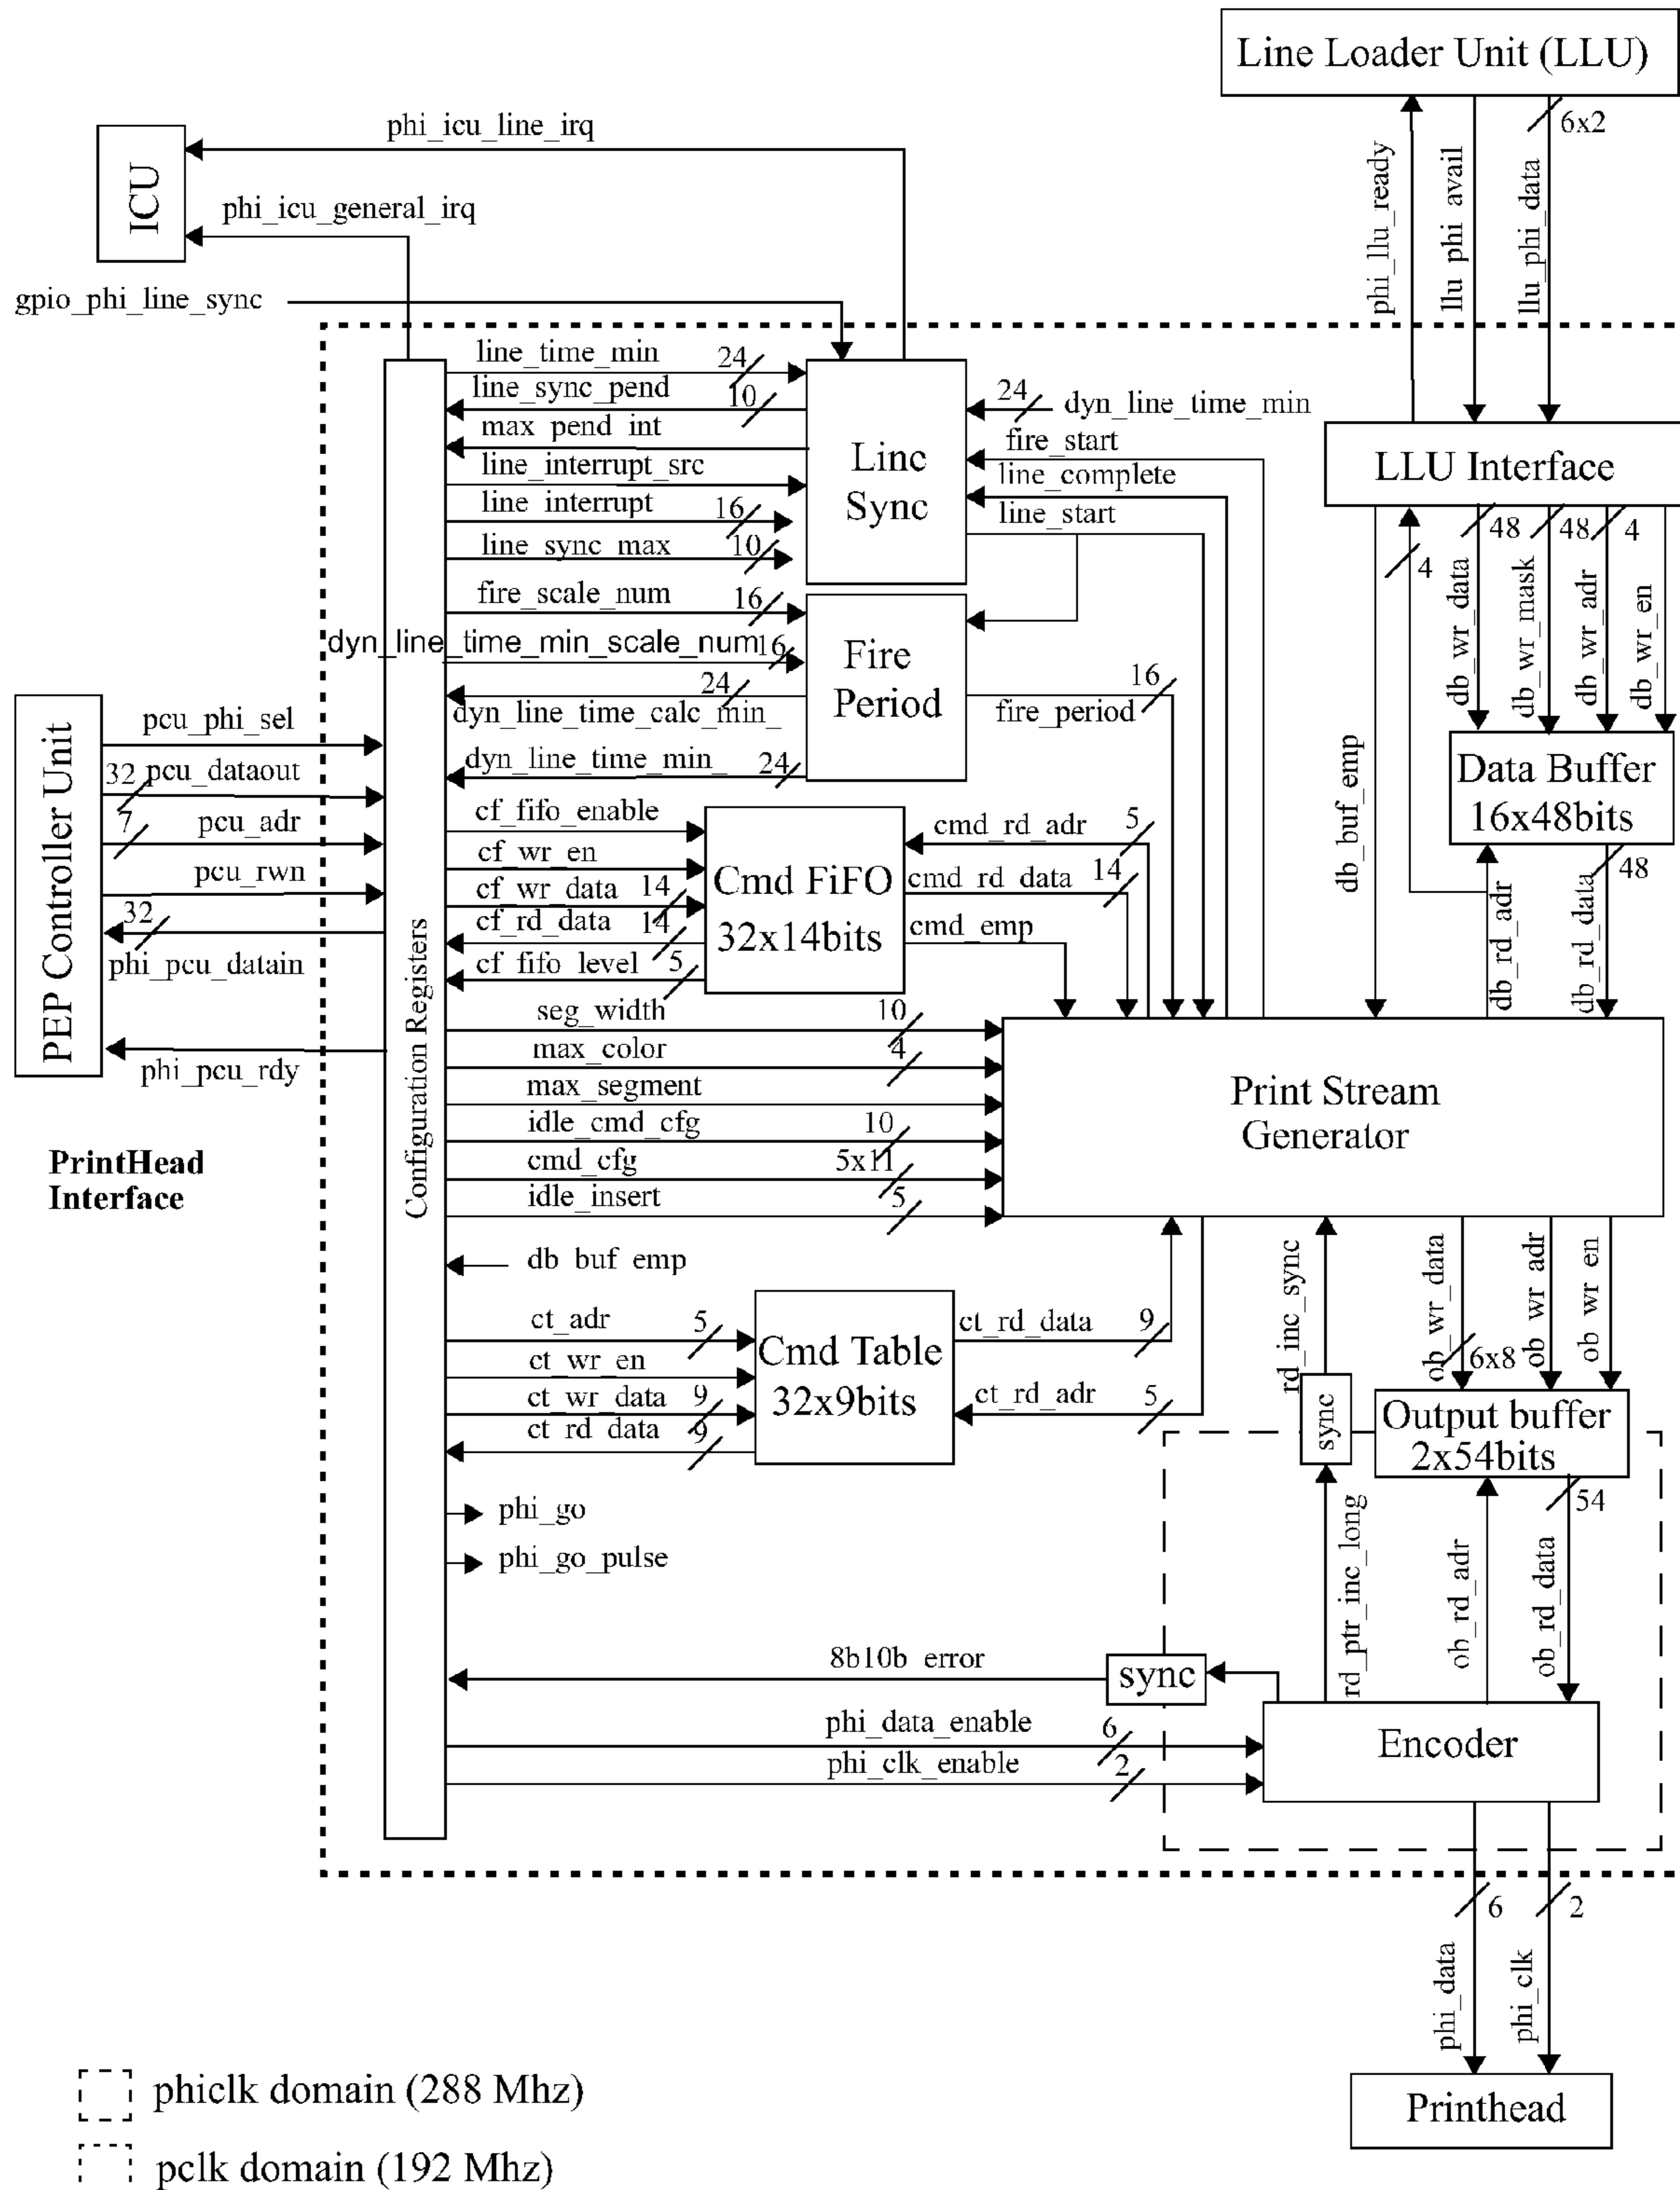 Line Loader Unit (LLU)
phi_llu_ready
llu_phi_avail
llu_phi_data
6x2
ICU
phi_icu_line_irq
phi_icu_general_irq
gpio_phi_line_sync
line_time_min
24
line_sync_pend
10
max_pend_int
line_interrupt_src
line_interrupt
16
line_sync_max
10
Line
Sync
24
dyn_line_time_min
fire_start
line_complete
line_start
LLU Interface
4
48
48
4
db_wr_data
db_wr_mask
db_wr_adr
db_wr_en
fire_scale_num
16
dyn_line_time_min_scale_num
16
24
dyn_line_time_calc_min_
dyn_line_time_min_
24
Fire
Period
16
fire_period
db_buf_emp
Data Buffer
16x48bits
48
db_rd_adr
db_rd_data
PEP Controller Unit
pcu_phi_sel
32
pcu_dataout
7
pcu_adr
pcu_rwn
32
phi_pcu_datain
phi_pcu_rdy
PrintHead
Interface
Configuration Registers
cf_fifo_enable
cf_wr_en
cf_wr_data
14
cf_rd_data
14
cf_fifo_level
5
Cmd FiFO
32x14bits
cmd_rd_adr
5
cmd_rd_data
14
cmd_emp
seg_width
10
max_color
4
max_segment
idle_cmd_cfg
10
cmd_cfg
5x11
idle_insert
5
Print Stream
Generator
db_buf_emp
ct_adr
5
ct_wr_en
ct_wr_data
9
ct_rd_data
9
Cmd Table
32x9bits
ct_rd_data
9
ct_rd_adr
5
rd_inc_sync
ob_wr_data
6x8
ob_wr_adr
ob_wr_en
sync
Output buffer
2x54bits
54
rd_ptr_inc_long
ob_rd_adr
ob_rd_data
phi_go
phi_go_pulse
8b10b_error
sync
phi_data_enable
6
phi_clk_enable
2
Encoder
6
2
phi_data
phi_clk
Printhead
phiclk domain (288 Mhz)
pclk domain (192 Mhz)